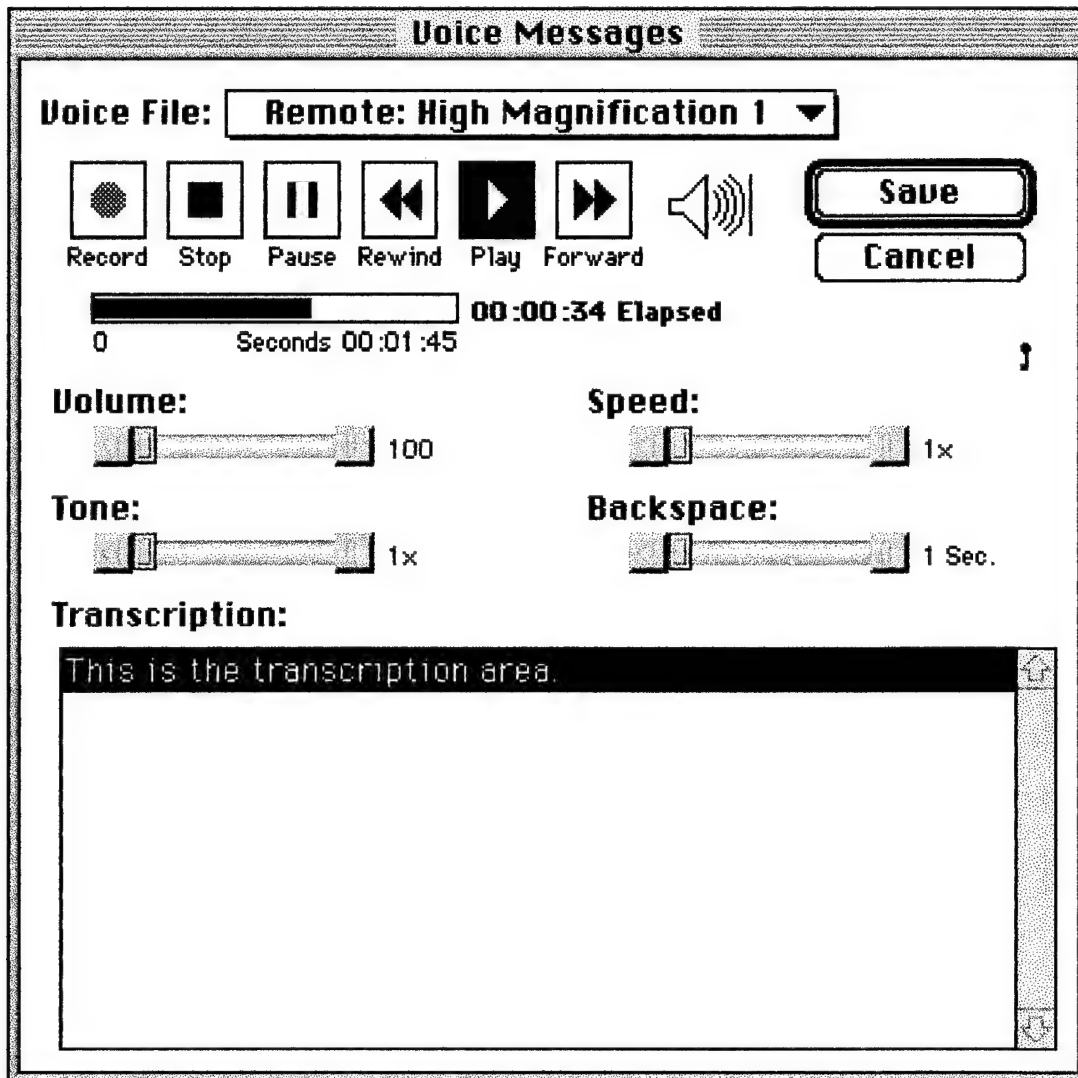 Voice Messages
Voice File: Remote: High Magnification 1
Save
Record Stop Pause Rewind Play Forward
Cancel
00:00:34 Elapsed
0 Seconds 00:01:45
Volume: Speed:
100 1x
Tone: Backspace:
1x 1 Sec.
Transcription:
This is the transcription area.